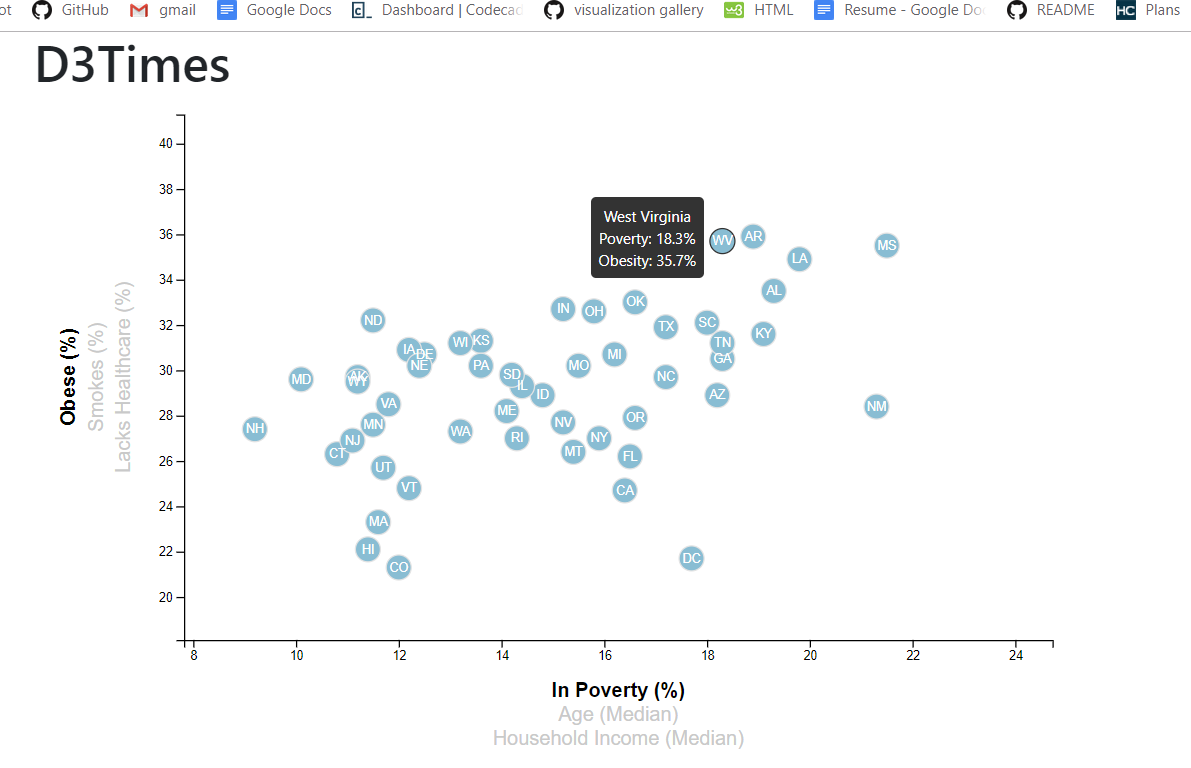 ot GitHub gmail Google Docs Dashboard | Codecad visualization gallery HTML Resume - Google Do README Plans
D3Times
40
38
36
34
32
30
28
26
24
22
20
Obese (%)
Smokes (%)
Lacks Healthcare (%)
West Virginia
Poverty: 18.3%
Obesity: 35.7%
WV AR MS
LA
AL
IN OH OK
ND TX SC KY
IA DE WI KS TN
NE PA MO MI GA
MD AK WY SD IL ID NC AZ
VA ME NM
NH MN WA RI NV NY OR
CT NJ MT FL
UT
VT CA
MA
HI DC
CO
8 10 12 14 16 18 20 22 24
In Poverty (%)
Age (Median)
Household Income (Median)